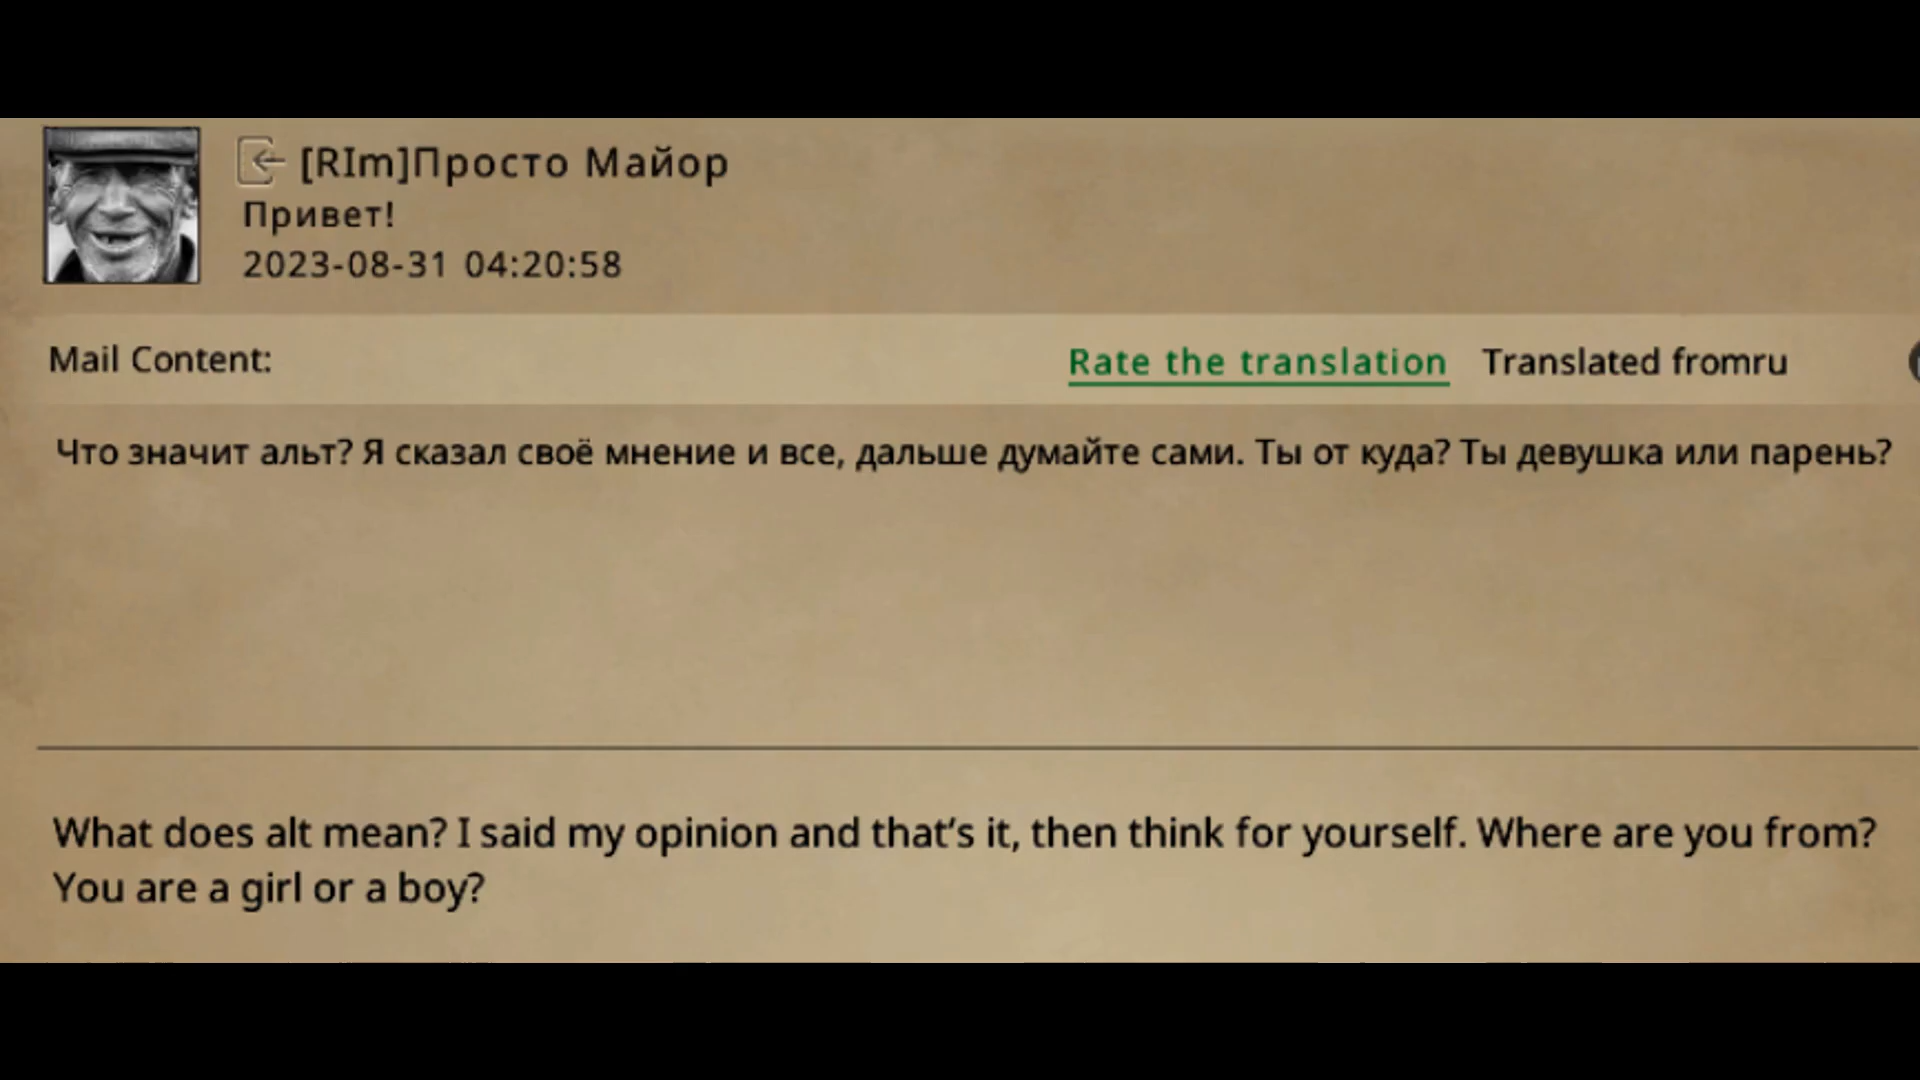 [RIm]Просто Майор
Привет!
2023-08-31 04:20:58
Mail Content:
Rate the translation
Translated fromru
Что значит альт? Я сказал своё мнение и все, дальше думайте сами. Ты от куда? Ты девушка или парень?
What does alt mean? I said my opinion and that's it, then think for yourself. Where are you from?
You are a girl or a boy?